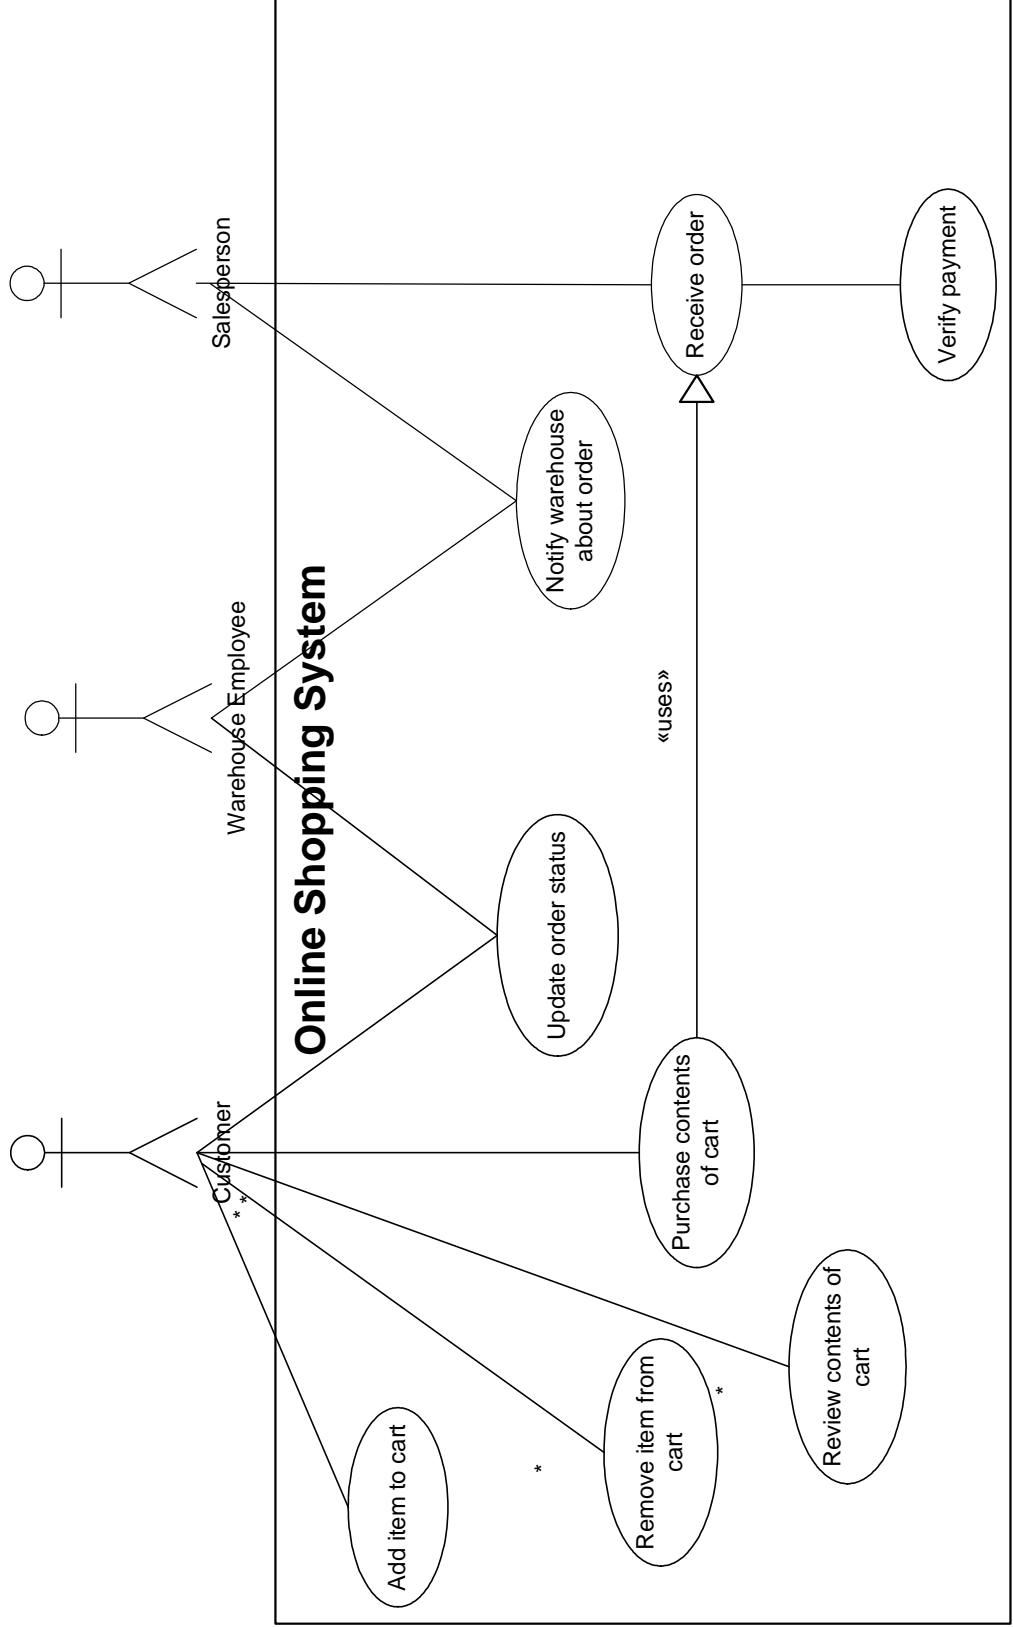 Salesperson
Warehouse Employee
Customer
*
*
Online Shopping System
Add item to cart
*
Remove item from
cart
*
Review contents of
cart
Purchase contents
of cart
Update order status
Notify warehouse
about order
«uses»
Receive order
Verify payment